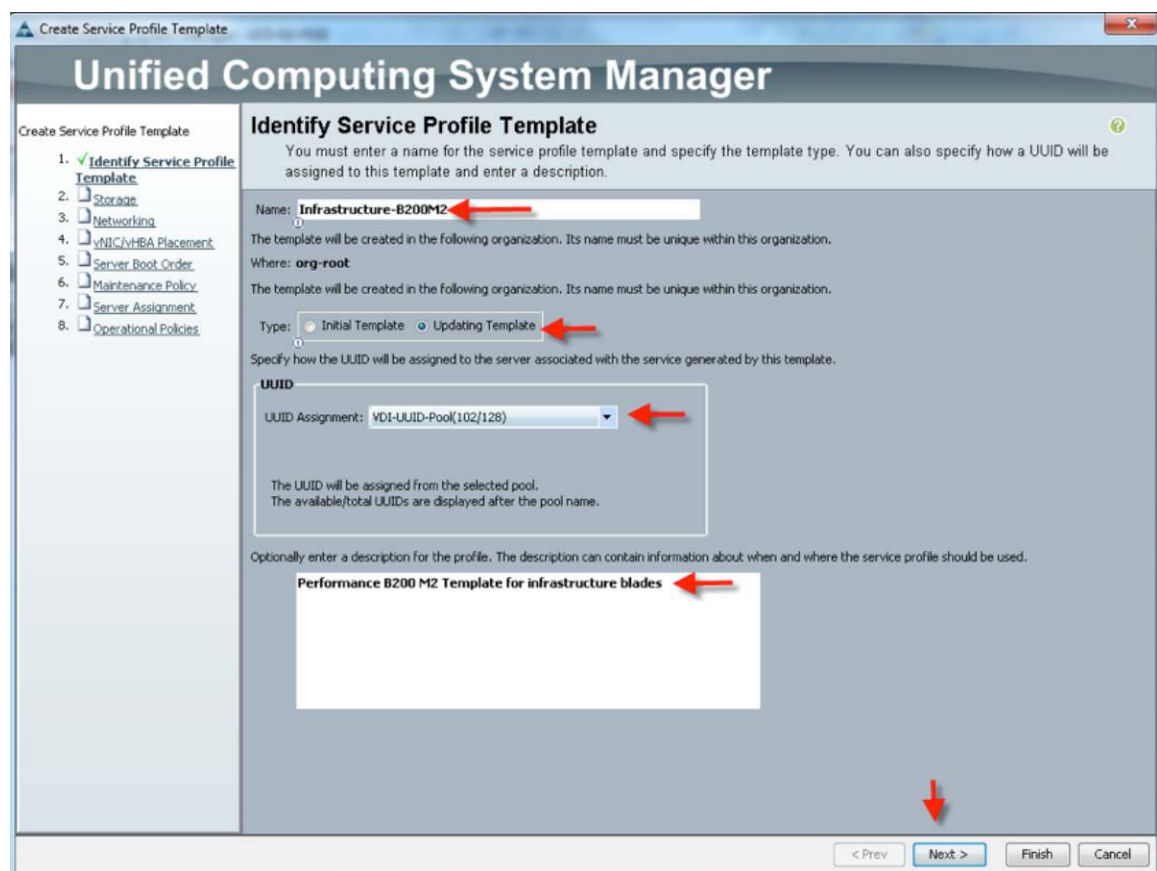 Create Service Profile Template
Unified Computing System Manager
Create Service Profile Template
1. Identify Service Profile
Template
2. Storage
3. Networking
4. vNIC/vHBA Placement
5. Server Boot Order
6. Maintenance Policy
7. Server Assignment
8. Operational Policies
Identify Service Profile Template
You must enter a name for the service profile template and specify the template type. You can also specify how a UUID will be
assigned to this template and enter a description.
Name: Infrastructure-B200M2
The template will be created in the following organization. Its name must be unique within this organization.
Where: org-root
The template will be created in the following organization. Its name must be unique within this organization.
Type: Initial Template Updating Template
Specify how the UUID will be assigned to the server associated with the service generated by this template.
UUID
UUID Assignment: VDI-UUID-Pool(102/128)
The UUID will be assigned from the selected pool.
The available/total UUIDs are displayed after the pool name.
Optionally enter a description for the profile. The description can contain information about when and where the service profile should be used.
Performance B200 M2 Template for infrastructure blades
< Prev Next > Finish Cancel